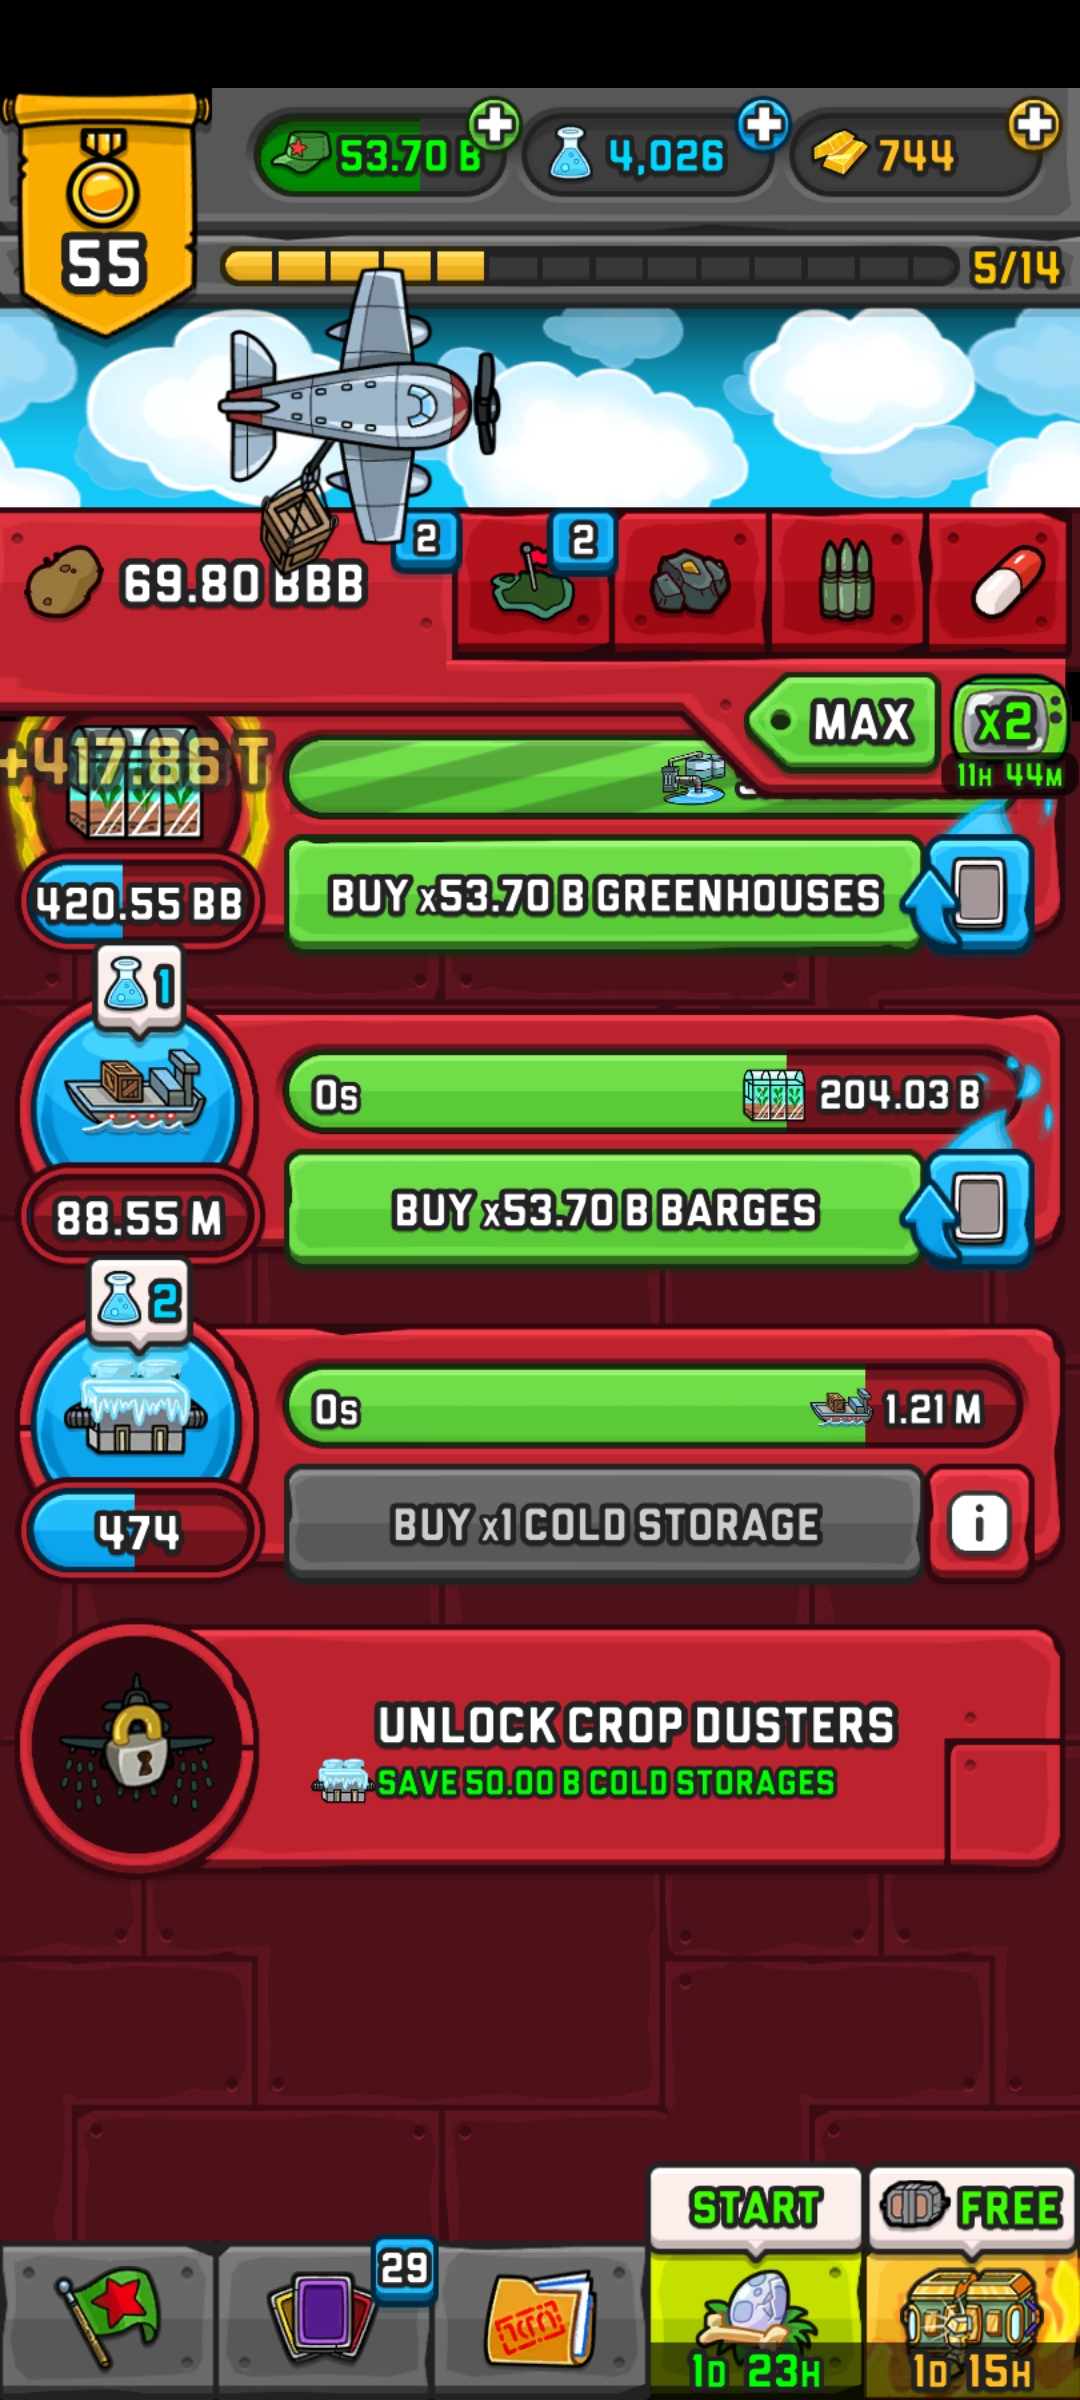 53.70 B
4,026
744
55
5/14
69.80 BBB
2
2
MAX
x2
11H 44M
+417.86 T
420.55 BB
BUY x53.70 B GREENHOUSES
1
0s
204.03 B
88.55 M
BUY x53.70 B BARGES
2
0s
1.21 M
474
BUY x1 COLD STORAGE
i
UNLOCK CROP DUSTERS
SAVE 50.00 B COLD STORAGES
START
FREE
29
1D 23H
1D 15H